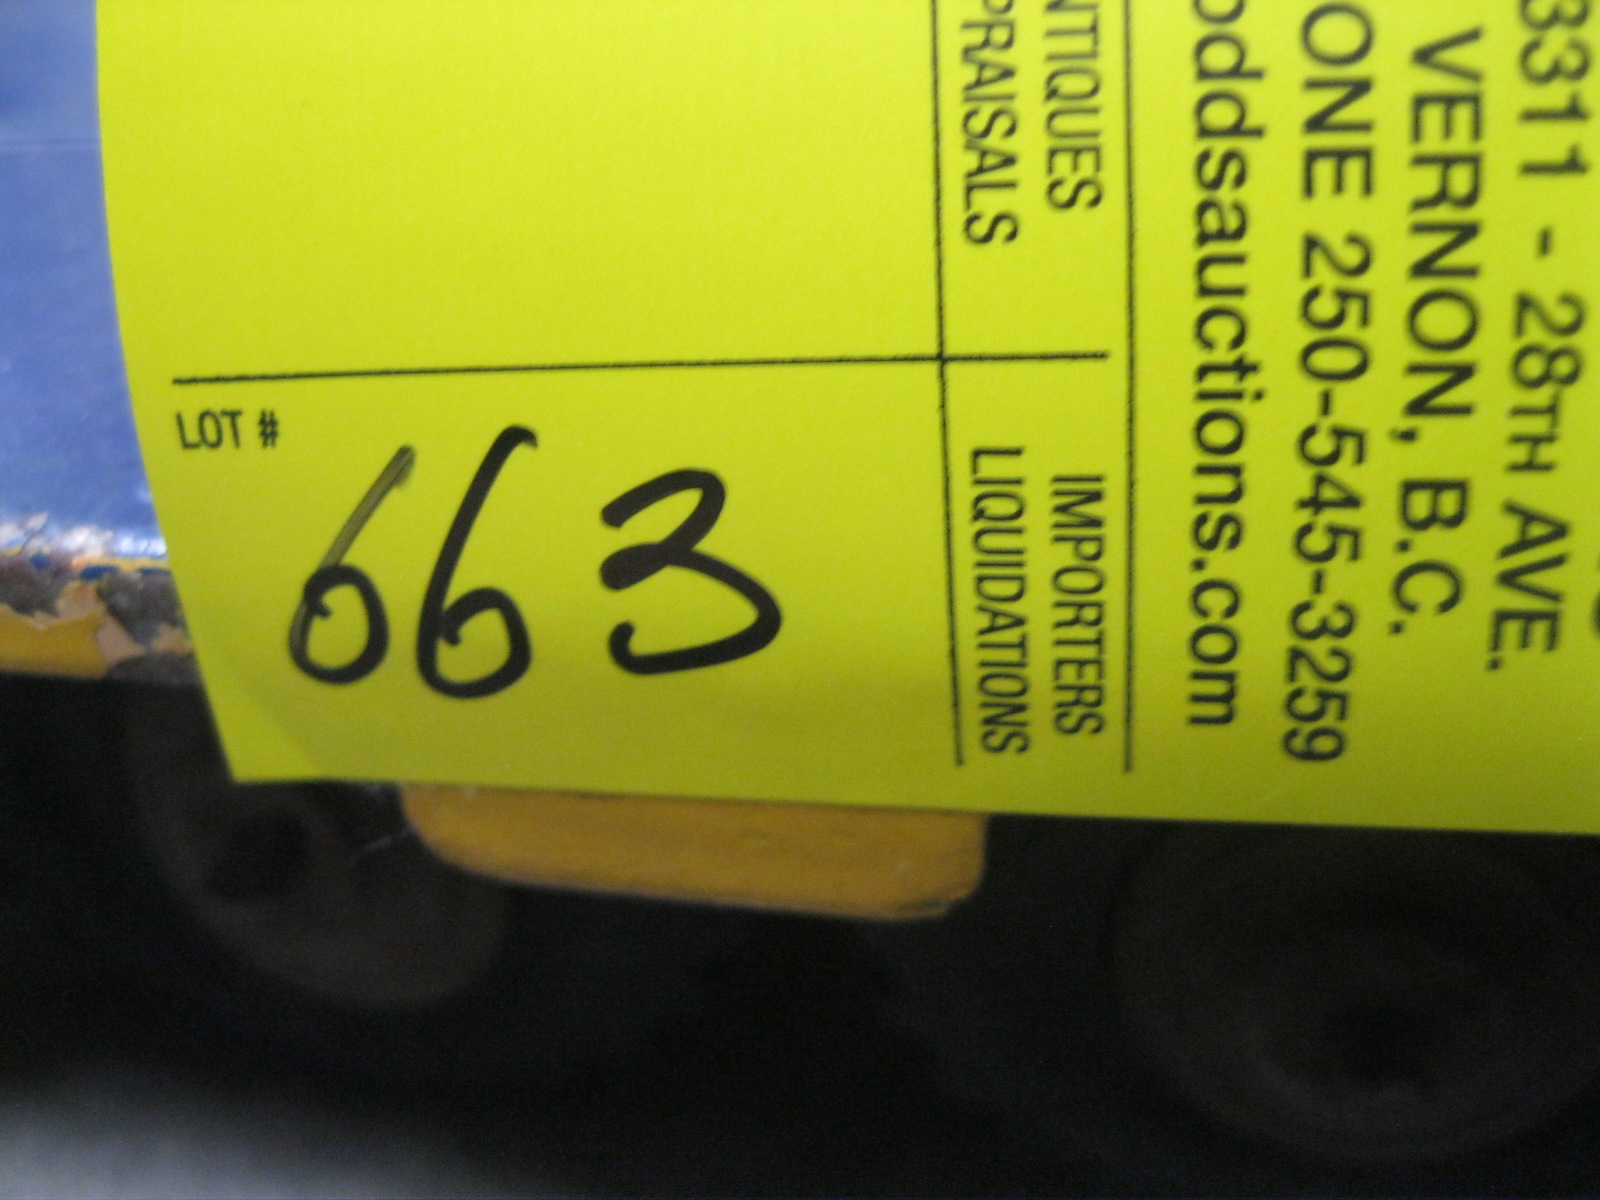 3311 - 28TH AVE.
VERNON, B.C.
ONE 250-545-3259
oddsauctions.com
NTIQUES IMPORTERS
PRAISALS LIQUIDATIONS
LOT #
663